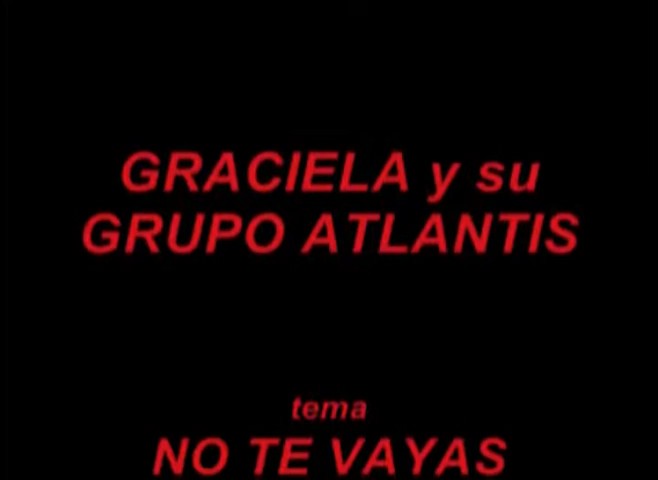 GRACIELA y su
GRUPO ATLANTIS
tema
NO TE VAYAS